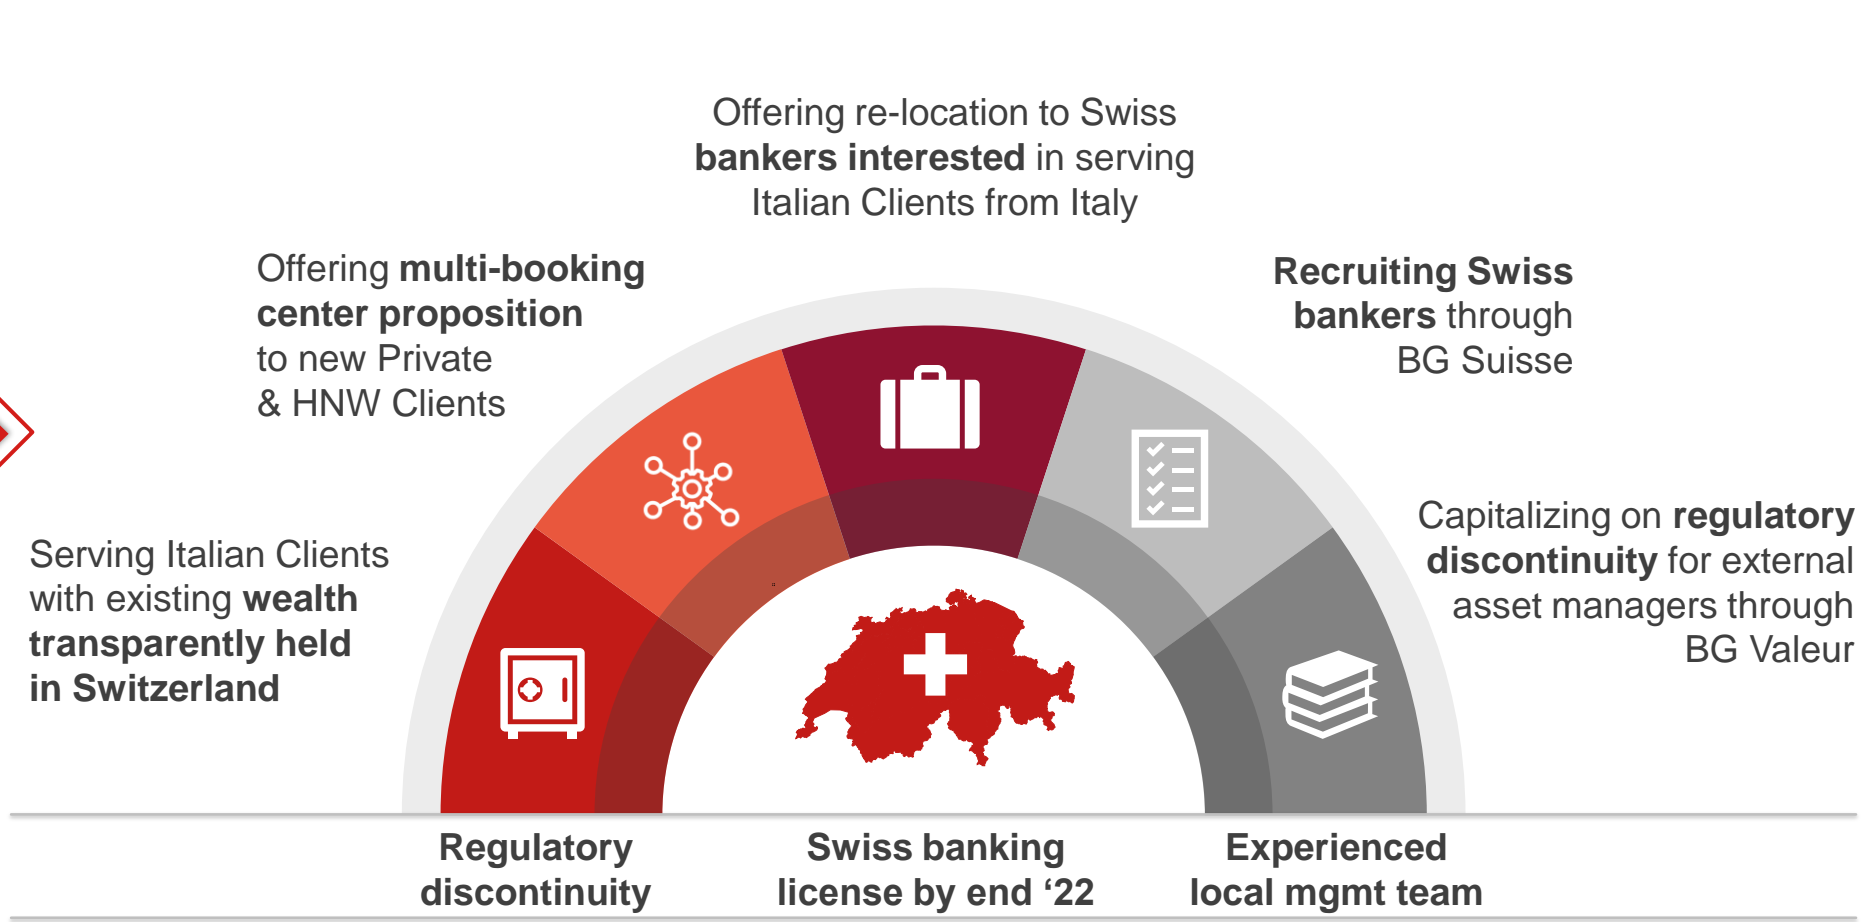 Offering re-location to Swiss
bankers interested in serving
Italian Clients from Italy
Offering multi-booking
center proposition
to new Private
& HNW Clients
Recruiting Swiss
bankers through
BG Suisse
Serving Italian Clients
with existing wealth
transparently held
in Switzerland
Capitalizing on regulatory
discontinuity for external
asset managers through
BG Valeur
Regulatory
discontinuity
Swiss banking
license by end ‘22
Experienced
local mgmt team